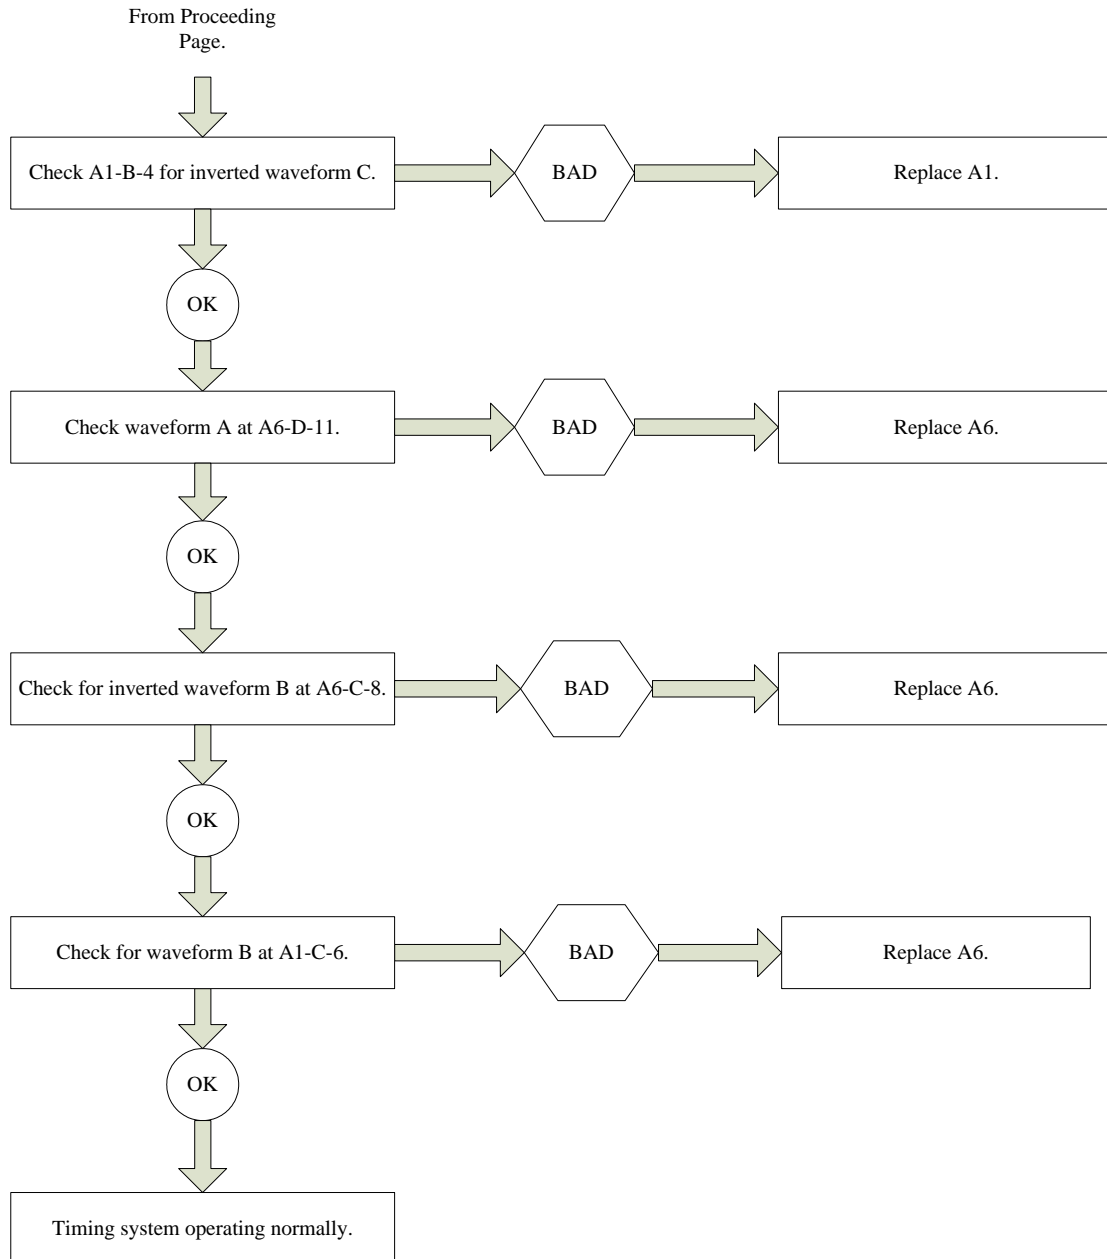 From Proceeding
Page.
Check A1-B-4 for inverted waveform C.
BAD
Replace A1.
OK
Check waveform A at A6-D-11.
BAD
Replace A6.
OK
Check for inverted waveform B at A6-C-8.
BAD
Replace A6.
OK
Check for waveform B at A1-C-6.
BAD
Replace A6.
OK
Timing system operating normally.